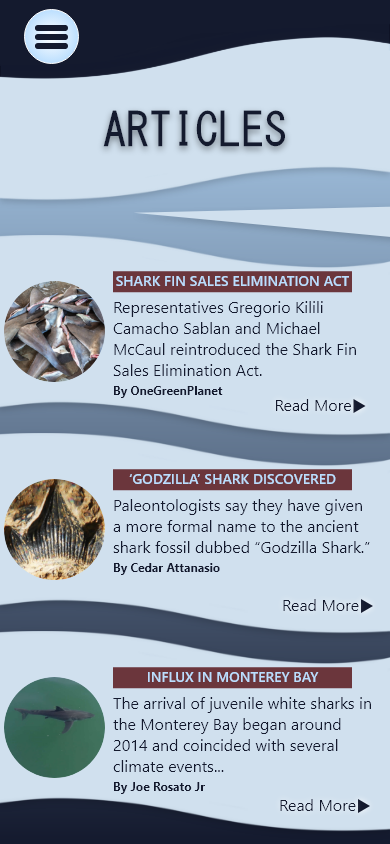 ARTICLES
SHARK FIN SALES ELIMINATION ACT
Representatives Gregorio Kilili
Camacho Sablan and Michael
McCaul reintroduced the Shark Fin
Sales Elimination Act.
By OneGreenPlanet
Read More
‘GODZILLA’ SHARK DISCOVERED
Paleontologists say they have given
a more formal name to the ancient
shark fossil dubbed “Godzilla Shark.”
By Cedar Attanasio
Read More
INFLUX IN MONTEREY BAY
The arrival of juvenile white sharks in
the Monterey Bay began around
2014 and coincided with several
climate events...
By Joe Rosato Jr
Read More